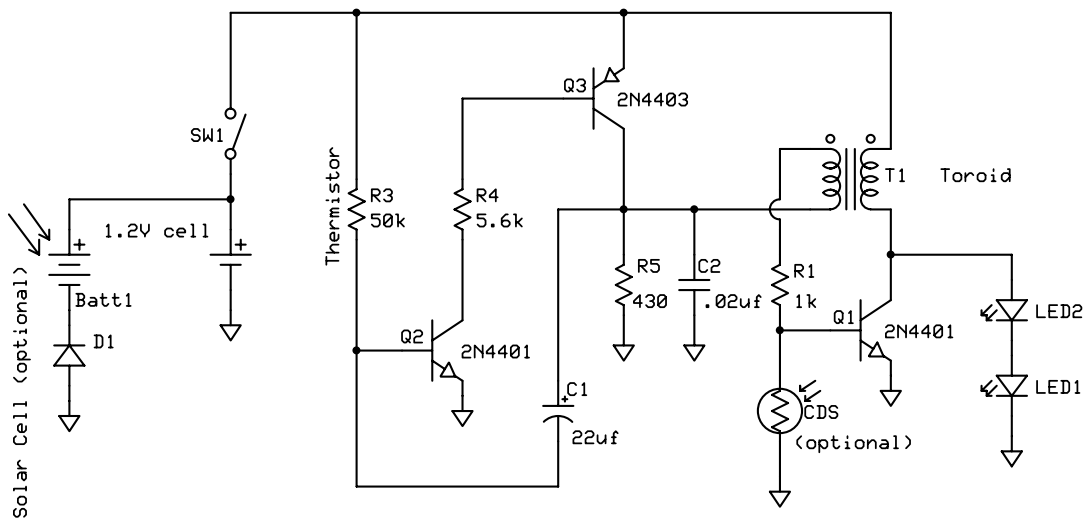 Q3
2N4403
SW1
Thermistor
R3
50k
R4
5.6k
T1
Toroid
1.2V cell
+
+
Solar Cell (optional)
Batt1
D1
Q2
2N4401
R5
430
C2
.02uf
R1
1k
Q1
2N4401
LED2
LED1
C1
+
22uf
CDS
(optional)